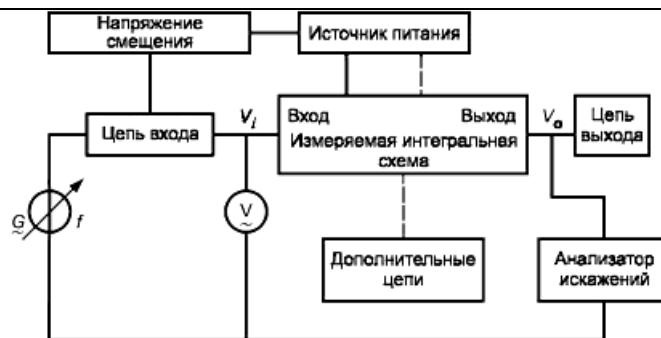 Напряжение
смещения
Источник питания
Цепь входа
V_i
Вход
Выход
Измеряемая интегральная
схема
V_o
Цепь
выхода
G
~
f
V
~
Дополнительные
цепи
Анализатор
искажений